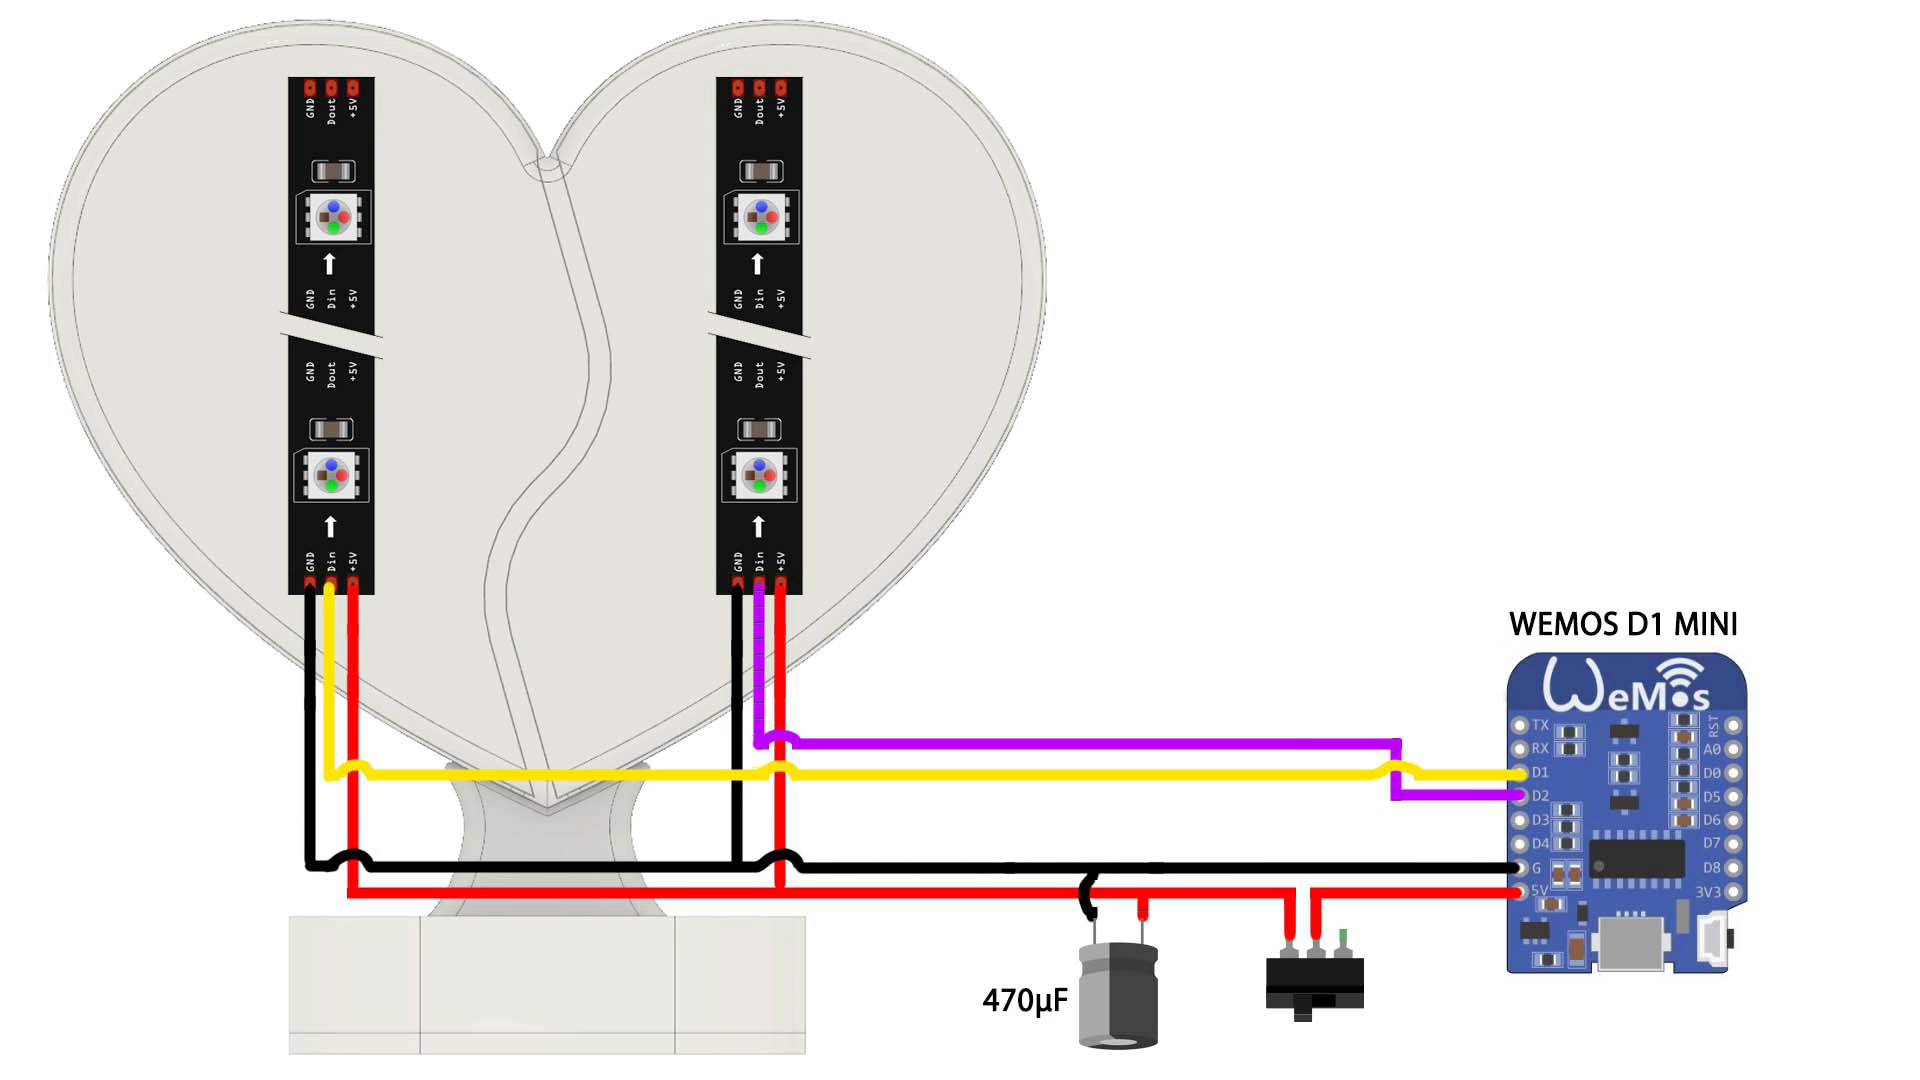 GND Dout +5V
GND Dout +5V
GND Din +5V
GND Din +5V
GND Dout +5V
GND Dout +5V
GND Din +5V
GND Din +5V
WEMOS D1 MINI
WeMos
TX
RX
D1
D2
D3
D4
G
5V
RST
A0
D0
D5
D6
D7
D8
3V3
470µF